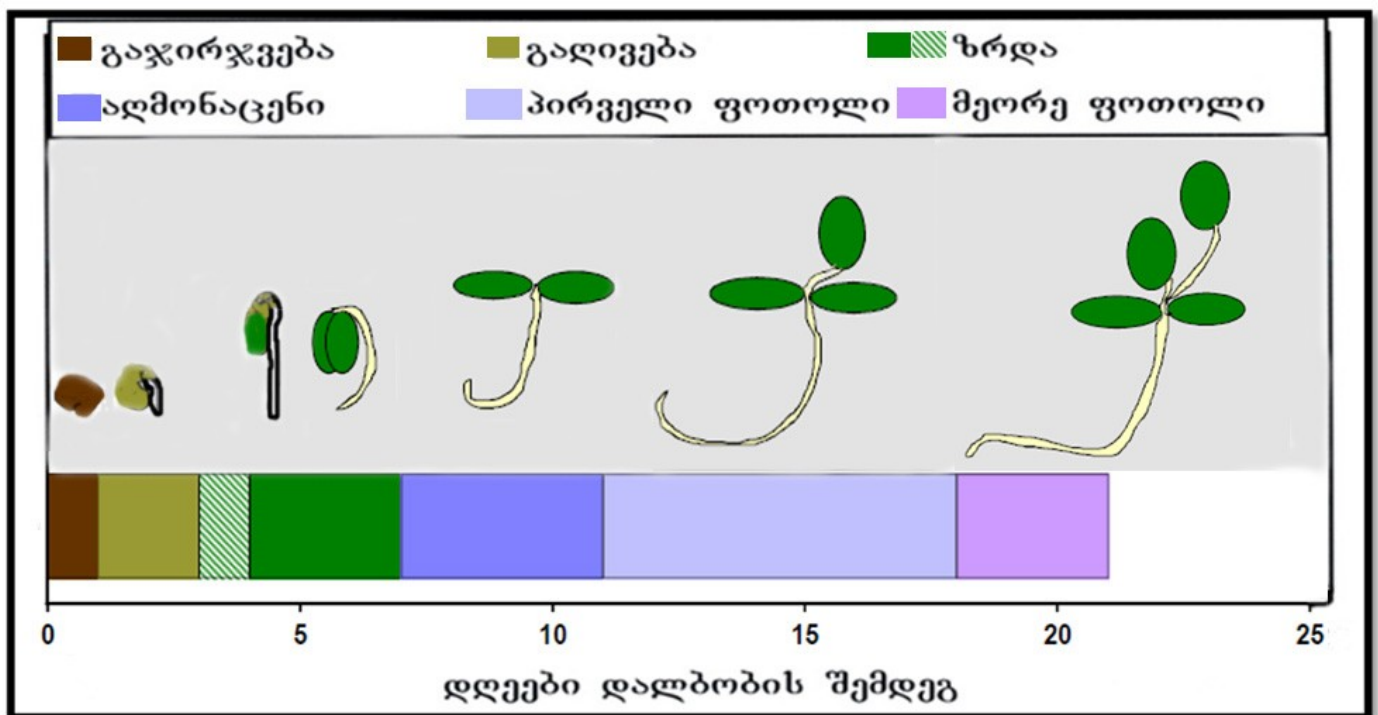 გაჯირჯვება გაღივება ზრდა
აღმონაცენი პირველი ფოთოლი მეორე ფოთოლი
0 5 10 15 20 25
დღეები დალბობის შემდეგ